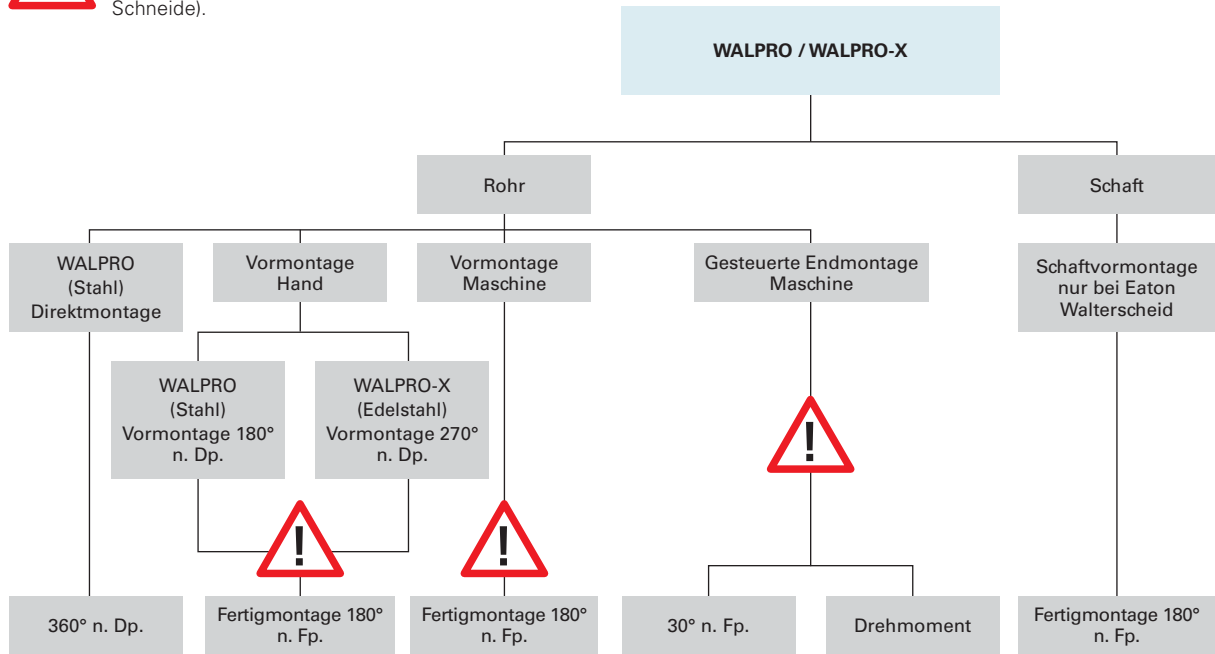 Schneide).
WALPRO / WALPRO-X
Rohr
Schaft
WALPRO
(Stahl)
Direktmontage
Vormontage
Hand
Vormontage
Maschine
Gesteuerte Endmontage
Maschine
Schaftvormontage
nur bei Eaton
Walterscheid
WALPRO
(Stahl)
Vormontage 180°
n. Dp.
WALPRO-X
(Edelstahl)
Vormontage 270°
n. Dp.
!
!
!
360° n. Dp.
Fertigmontage 180°
n. Fp.
Fertigmontage 180°
n. Fp.
30° n. Fp.
Drehmoment
Fertigmontage 180°
n. Fp.